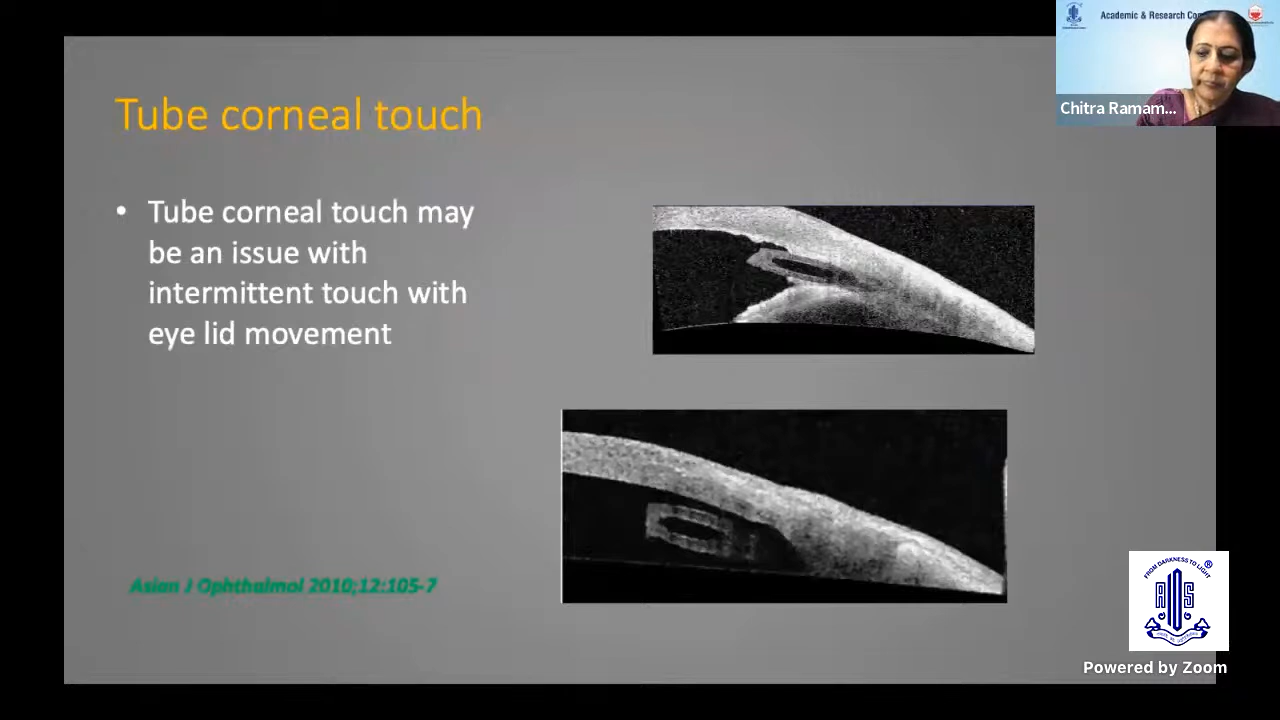 Academic & Research Co
Chitra Ramam...
Tube corneal touch
• Tube corneal touch may
be an issue with
intermittent touch with
eye lid movement
Asian J Ophthalmol 2010;12:105-7
FROM DARKNESS TO LIGHT
®
Powered by Zoom